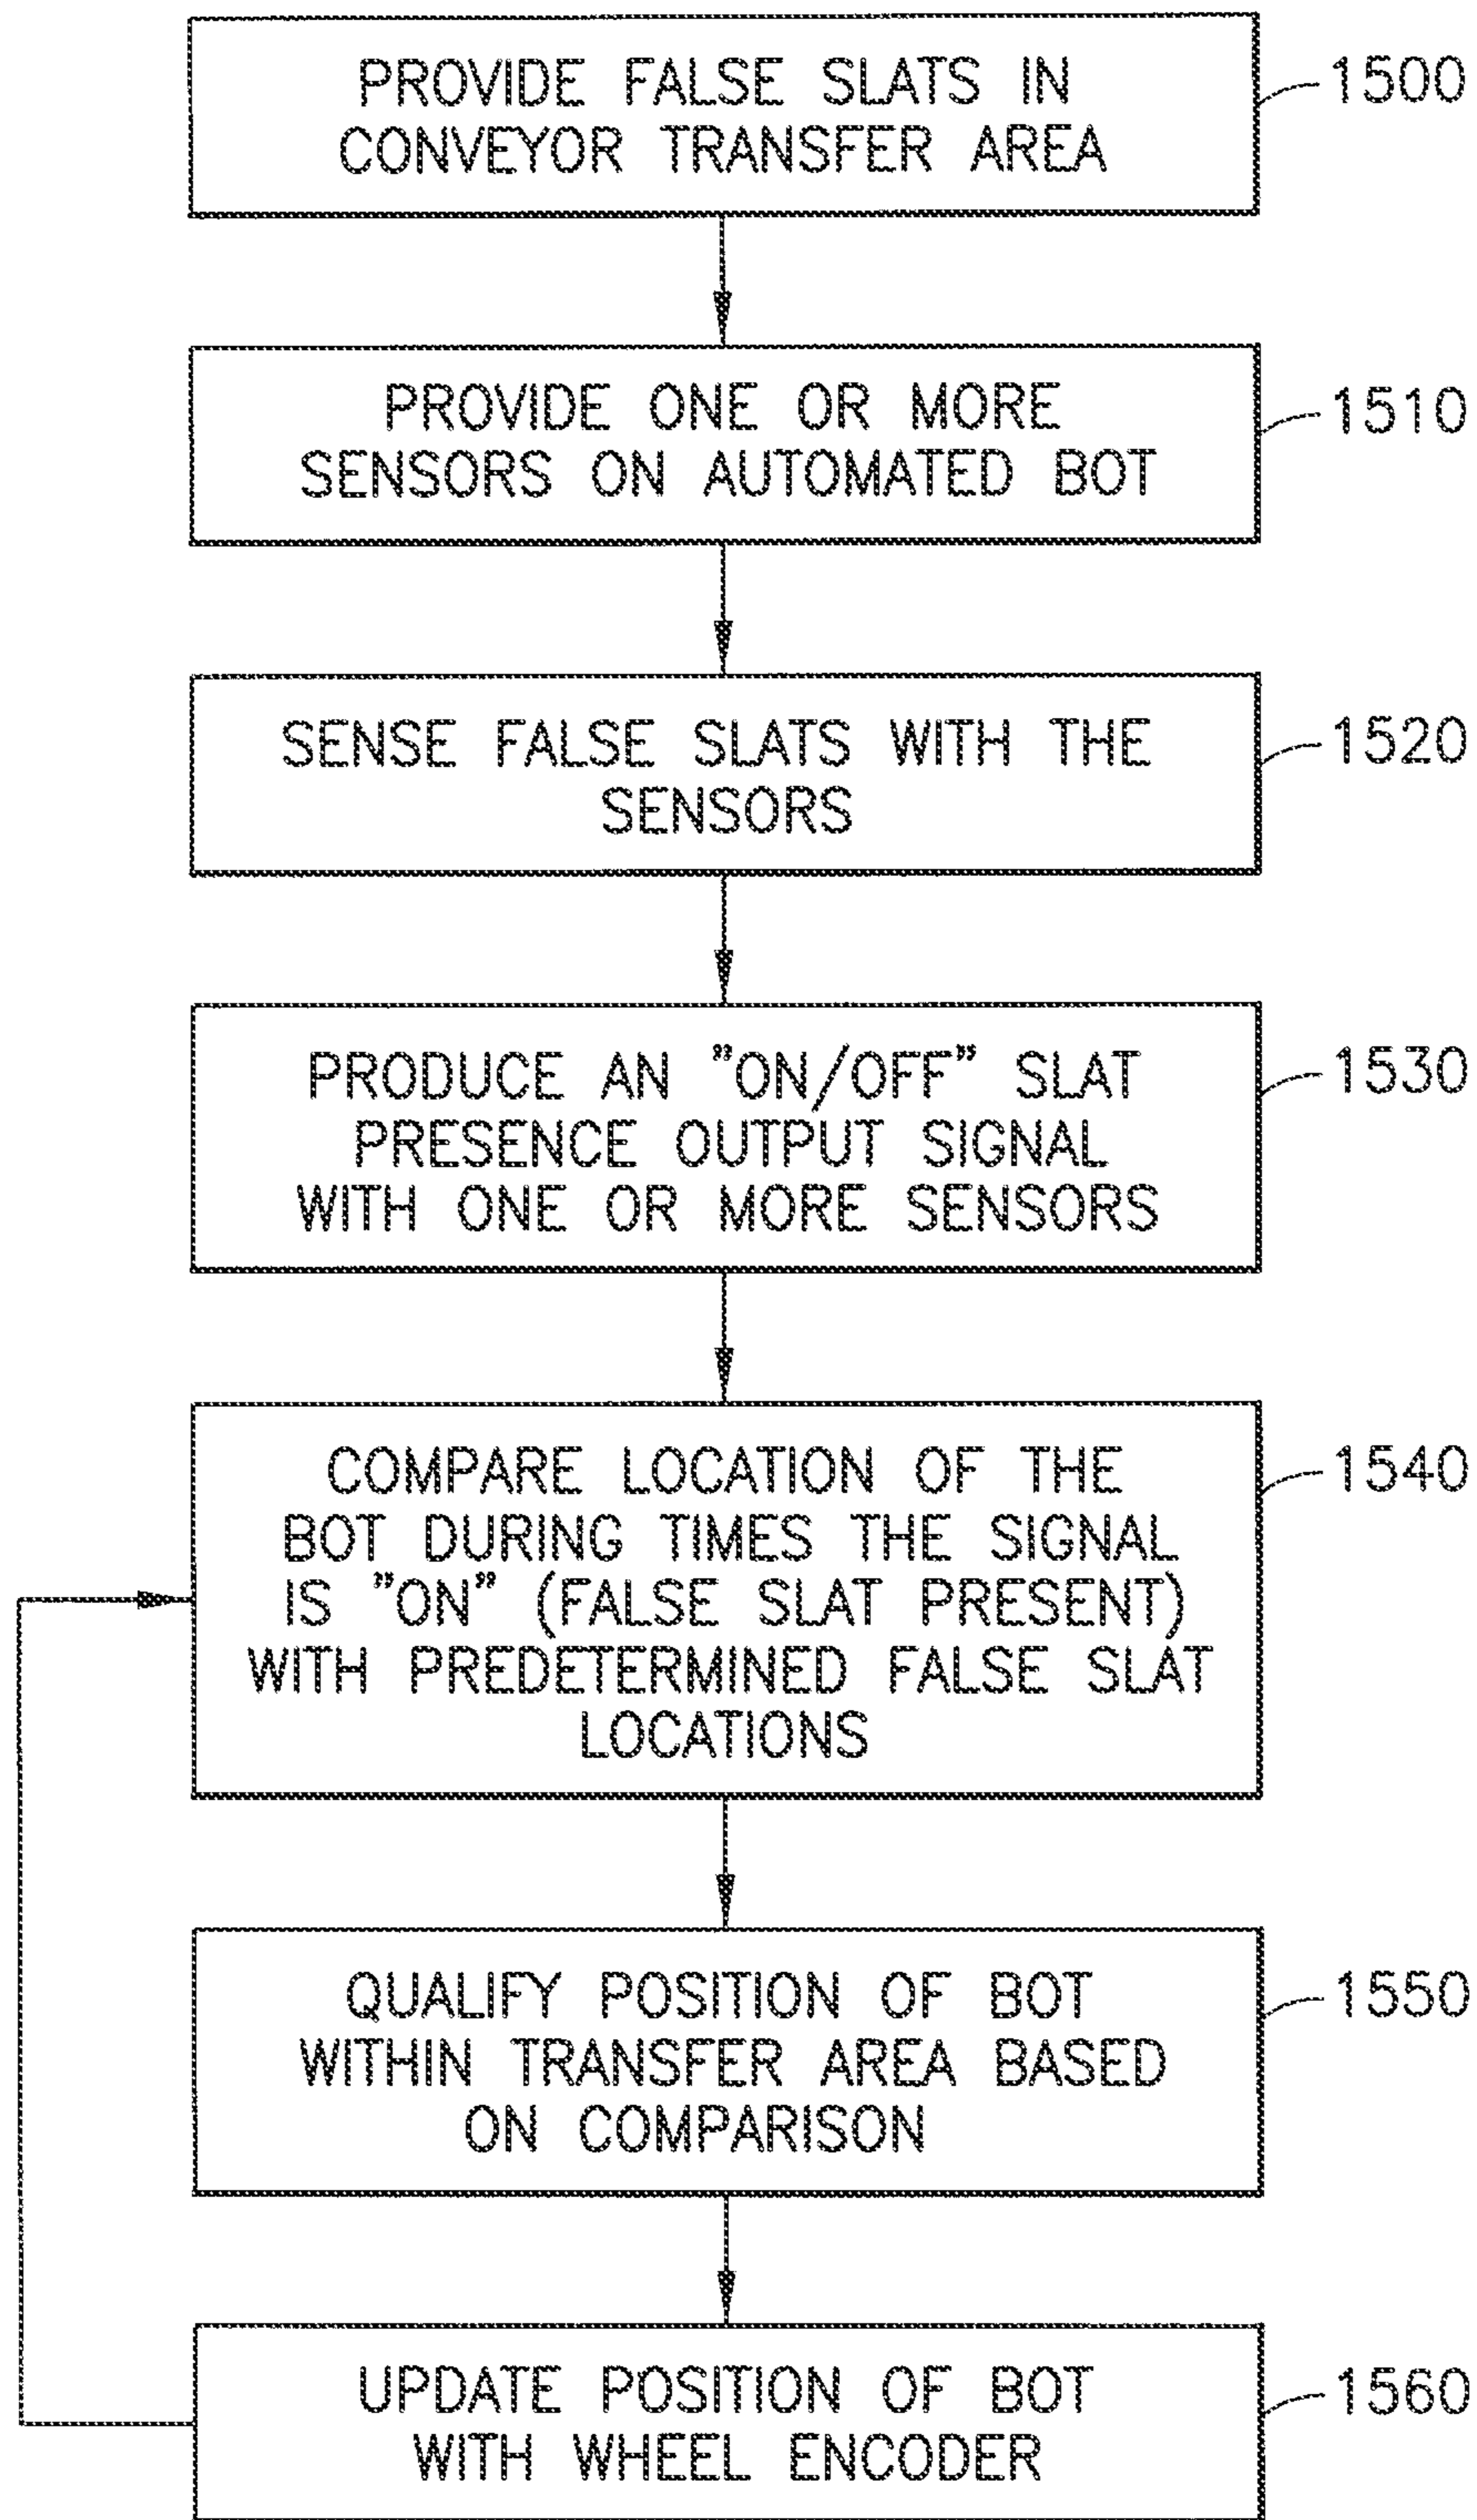 PROVIDE FALSE SLATS IN
CONVEYOR TRANSFER AREA
1500
PROVIDE ONE OR MORE
SENSORS ON AUTOMATED BOT
1510
SENSE FALSE SLATS WITH THE
SENSORS
1520
PRODUCE AN "ON/OFF" SLAT
PRESENCE OUTPUT SIGNAL
WITH ONE OR MORE SENSORS
1530
COMPARE LOCATION OF THE
BOT DURING TIMES THE SIGNAL
IS "ON" (FALSE SLAT PRESENT)
WITH PREDETERMINED FALSE SLAT
LOCATIONS
1540
QUALIFY POSITION OF BOT
WITHIN TRANSFER AREA BASED
ON COMPARISON
1550
UPDATE POSITION OF BOT
WITH WHEEL ENCODER
1560